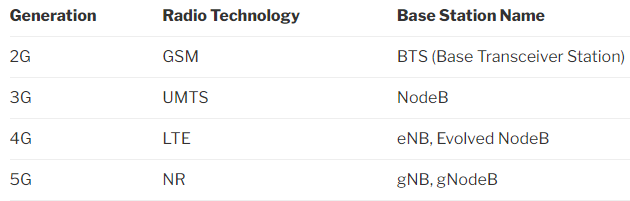 Generation Radio Technology Base Station Name
2G GSM BTS (Base Transceiver Station)
3G UMTS NodeB
4G LTE eNB, Evolved NodeB
5G NR gNB, gNodeB